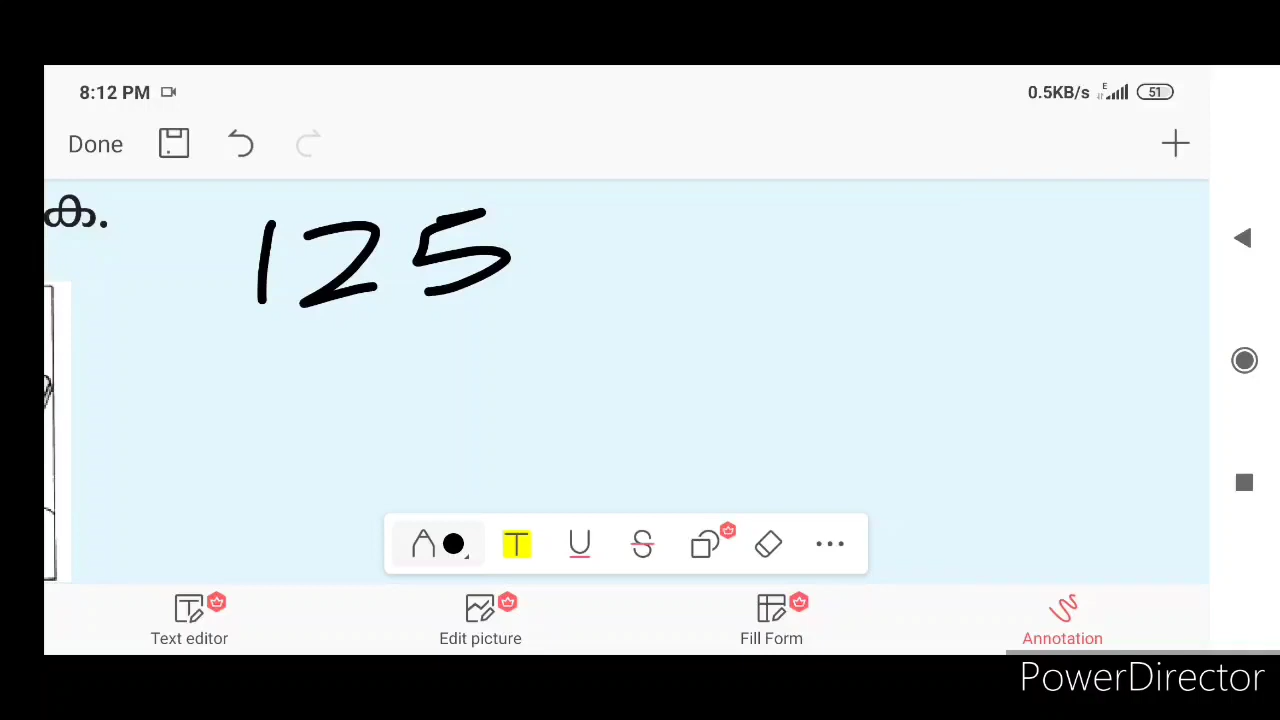 8:12 PM 0.5KB/s E 51
Done
ക.
125
T U S
Text editor Edit picture Fill Form Annotation
PowerDirector